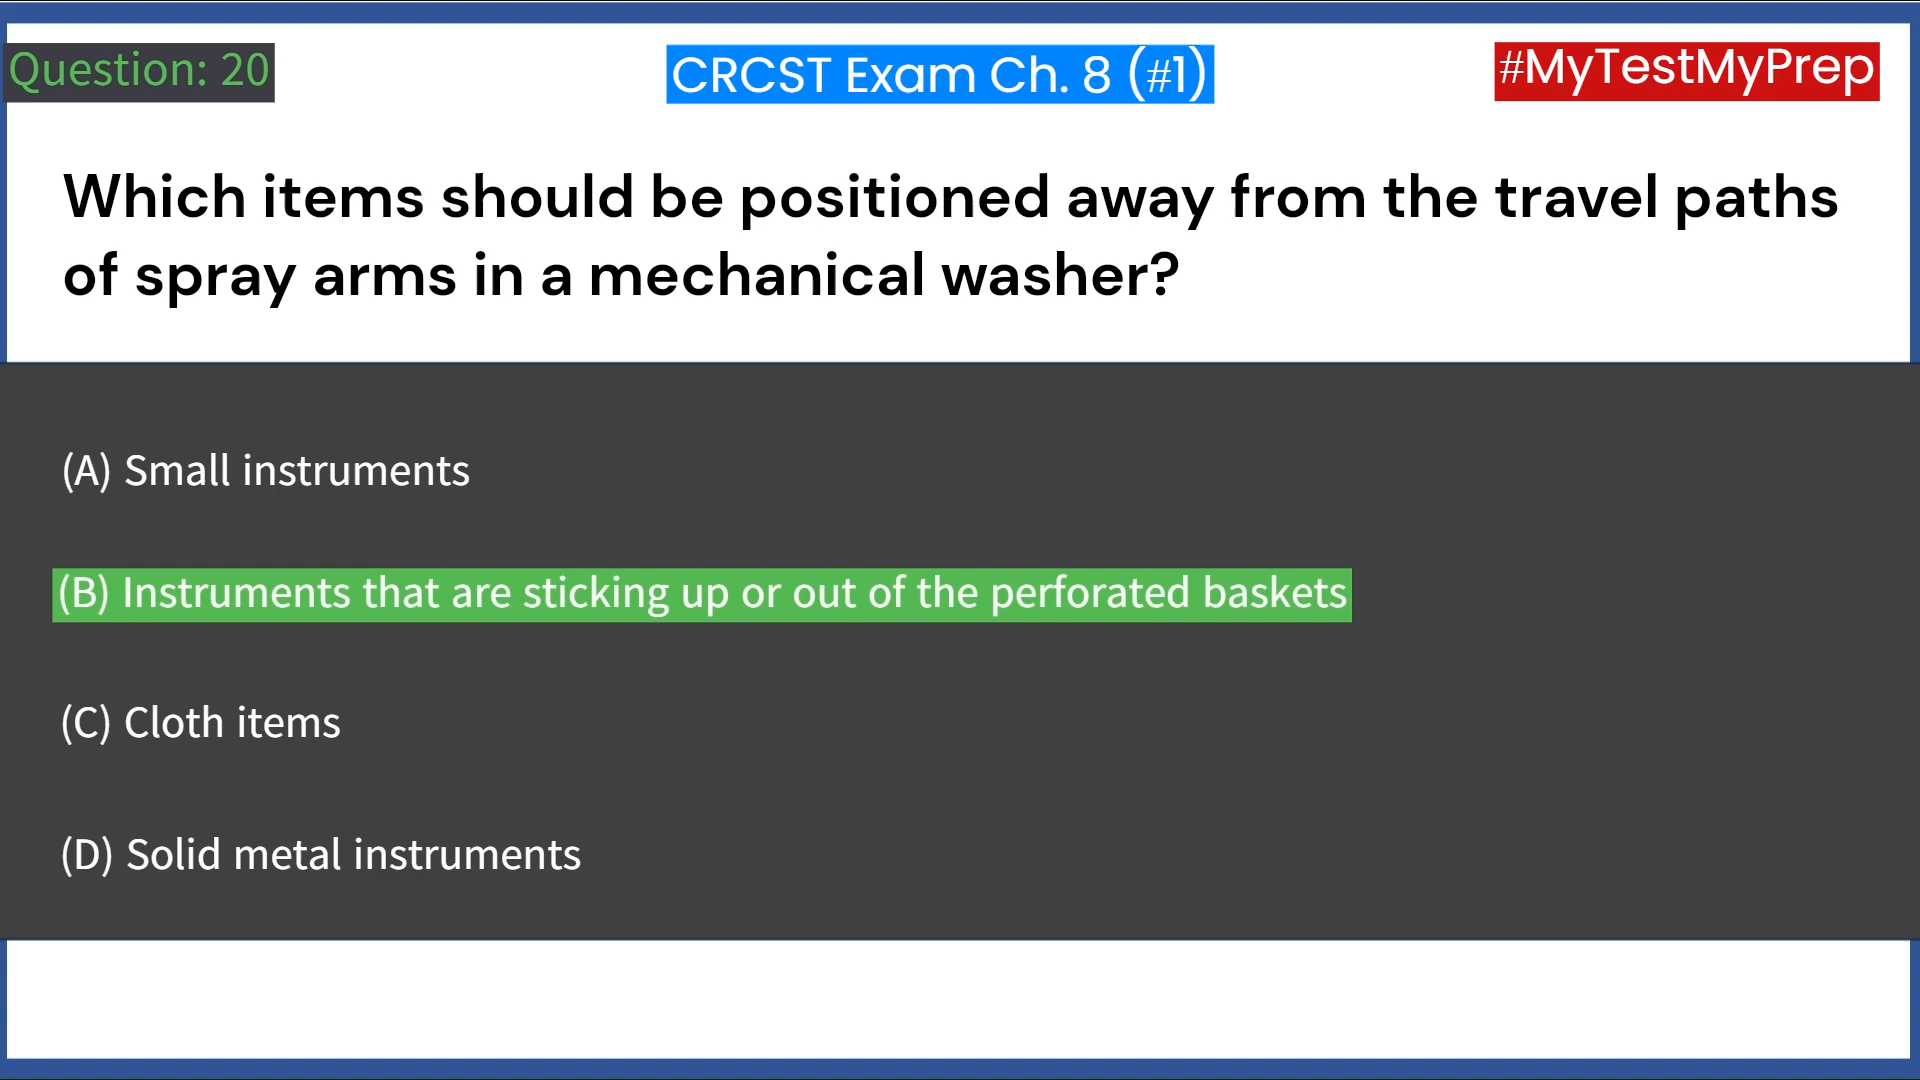 Question: 20
CRCST Exam Ch. 8 (#1)
#MyTestMyPrep
Which items should be positioned away from the travel paths
of spray arms in a mechanical washer?
(A) Small instruments
(B) Instruments that are sticking up or out of the perforated baskets
(C) Cloth items
(D) Solid metal instruments